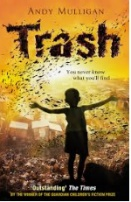 ANDY MULLIGAN
Trash
You never know
what you'll find
'Outstanding' The Times
BY THE WINNER OF THE GUARDIAN CHILDREN'S FICTION PRIZE